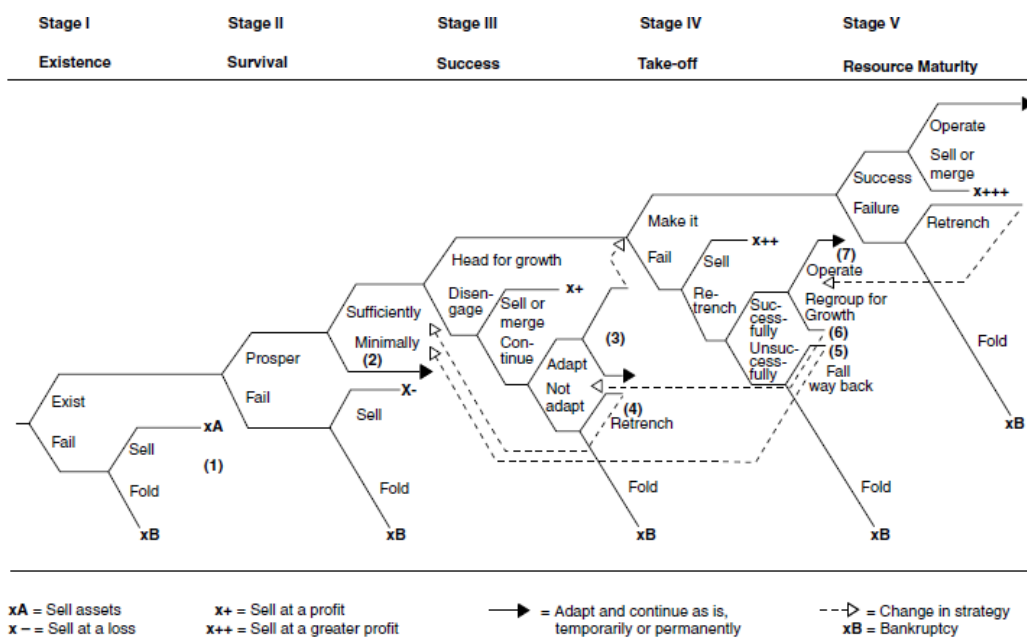 Stage I
Stage II
Stage III
Stage IV
Stage V
Existence
Survival
Success
Take-off
Resource Maturity
Operate
Sell or
merge
x+++
Success
Failure
Retrench
Make it
Fail
x++
Sell
Re-
trench
(7)
Operate
Regroup for
Growth
Suc-
cess-
fully
(6)
Unsuc-
cess-
fully
(5)
Fall
way back
Fold
xB
Head for growth
Disen-
gage
x+
Sell or
merge
Con-
tinue
(3)
Adapt
Not
adapt
(4)
Retrench
Fold
xB
Fold
xB
Sufficiently
Minimally
(2)
Prosper
Fail
X-
Sell
Fold
xB
Exist
Fail
xA
Sell
(1)
Fold
xB
xA = Sell assets
x+ = Sell at a profit
= Adapt and continue as is,
temporarily or permanently
= Change in strategy
x – = Sell at a loss
x++ = Sell at a greater profit
xB = Bankruptcy